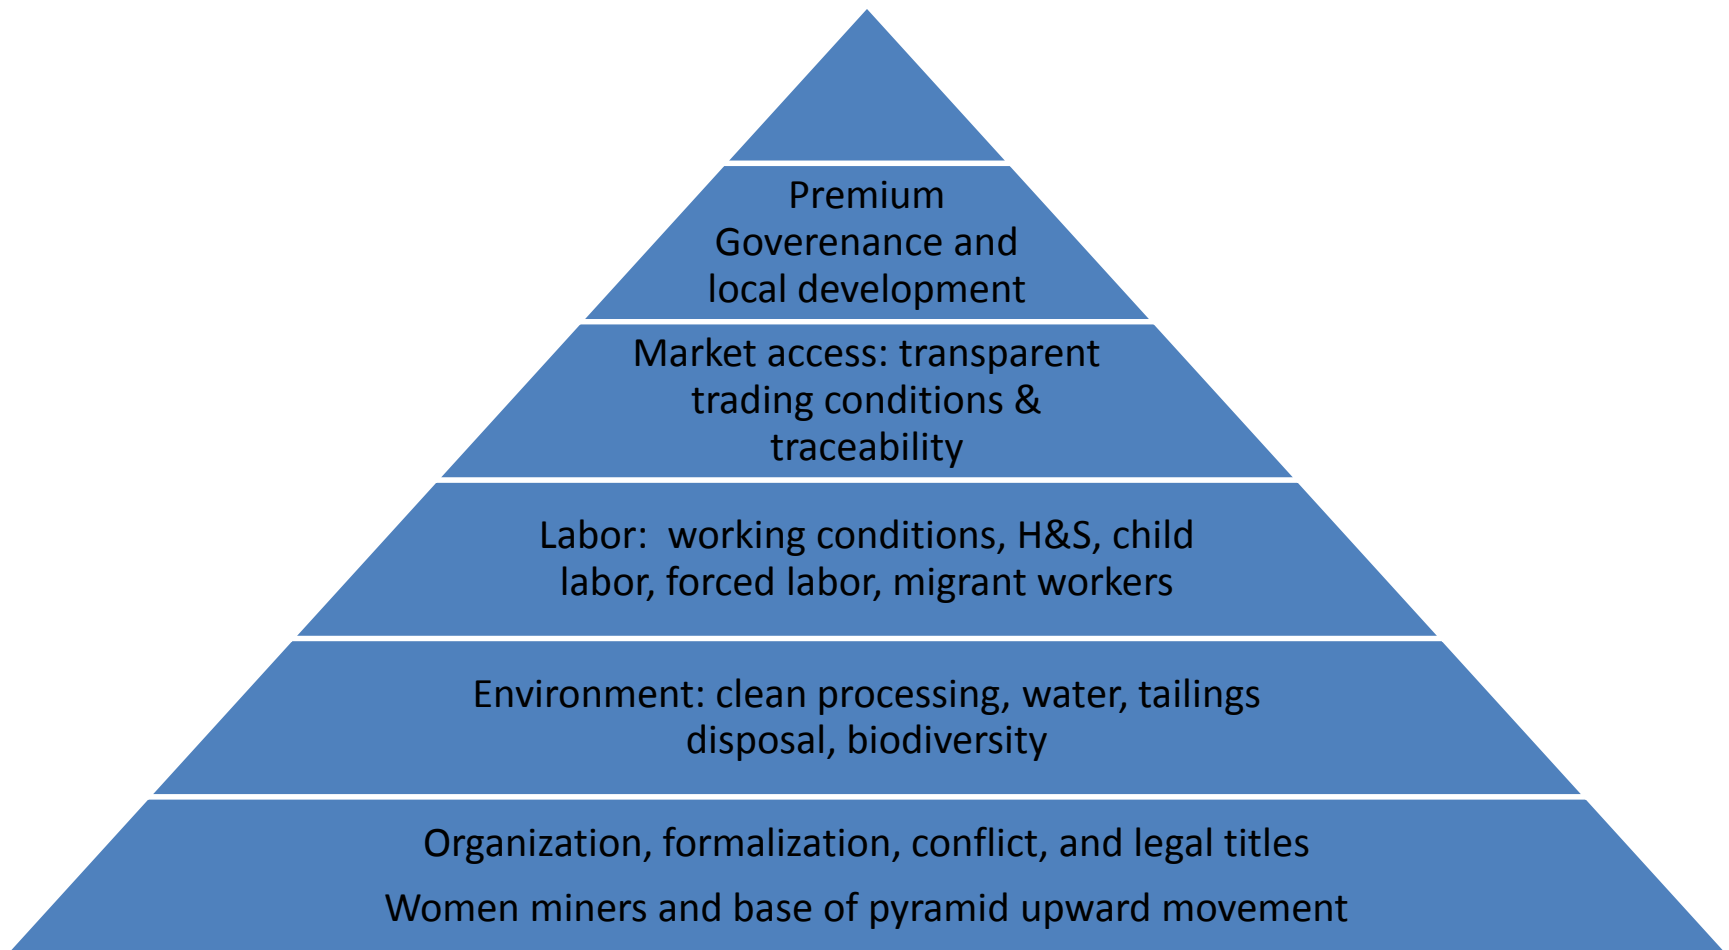 Premium
Goverenance and
local development
Market access: transparent
trading conditions &
traceability
Labor:  working conditions, H&S, child
labor, forced labor, migrant workers
Environment: clean processing, water, tailings
disposal, biodiversity
Organization, formalization, conflict, and legal titles
Women miners and base of pyramid upward movement